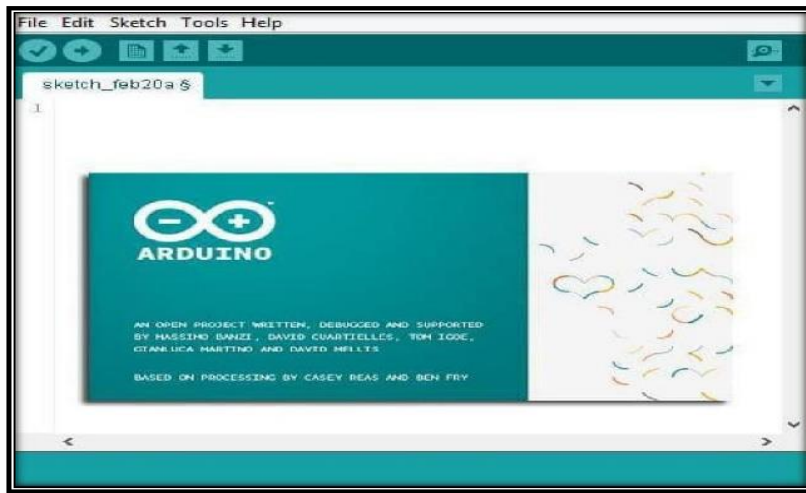 File Edit Sketch Tools Help
sketch_feb20a §
1
ARDUINO
AN OPEN PROJECT WRITTEN, DEBUGGED AND SUPPORTED
BY MASSIMO BANZI, DAVID CUARTIELLES, TOM IGOE,
GIANLUCA MARTINO AND DAVID MELLIS
BASED ON PROCESSING BY CASEY REAS AND BEN FRY